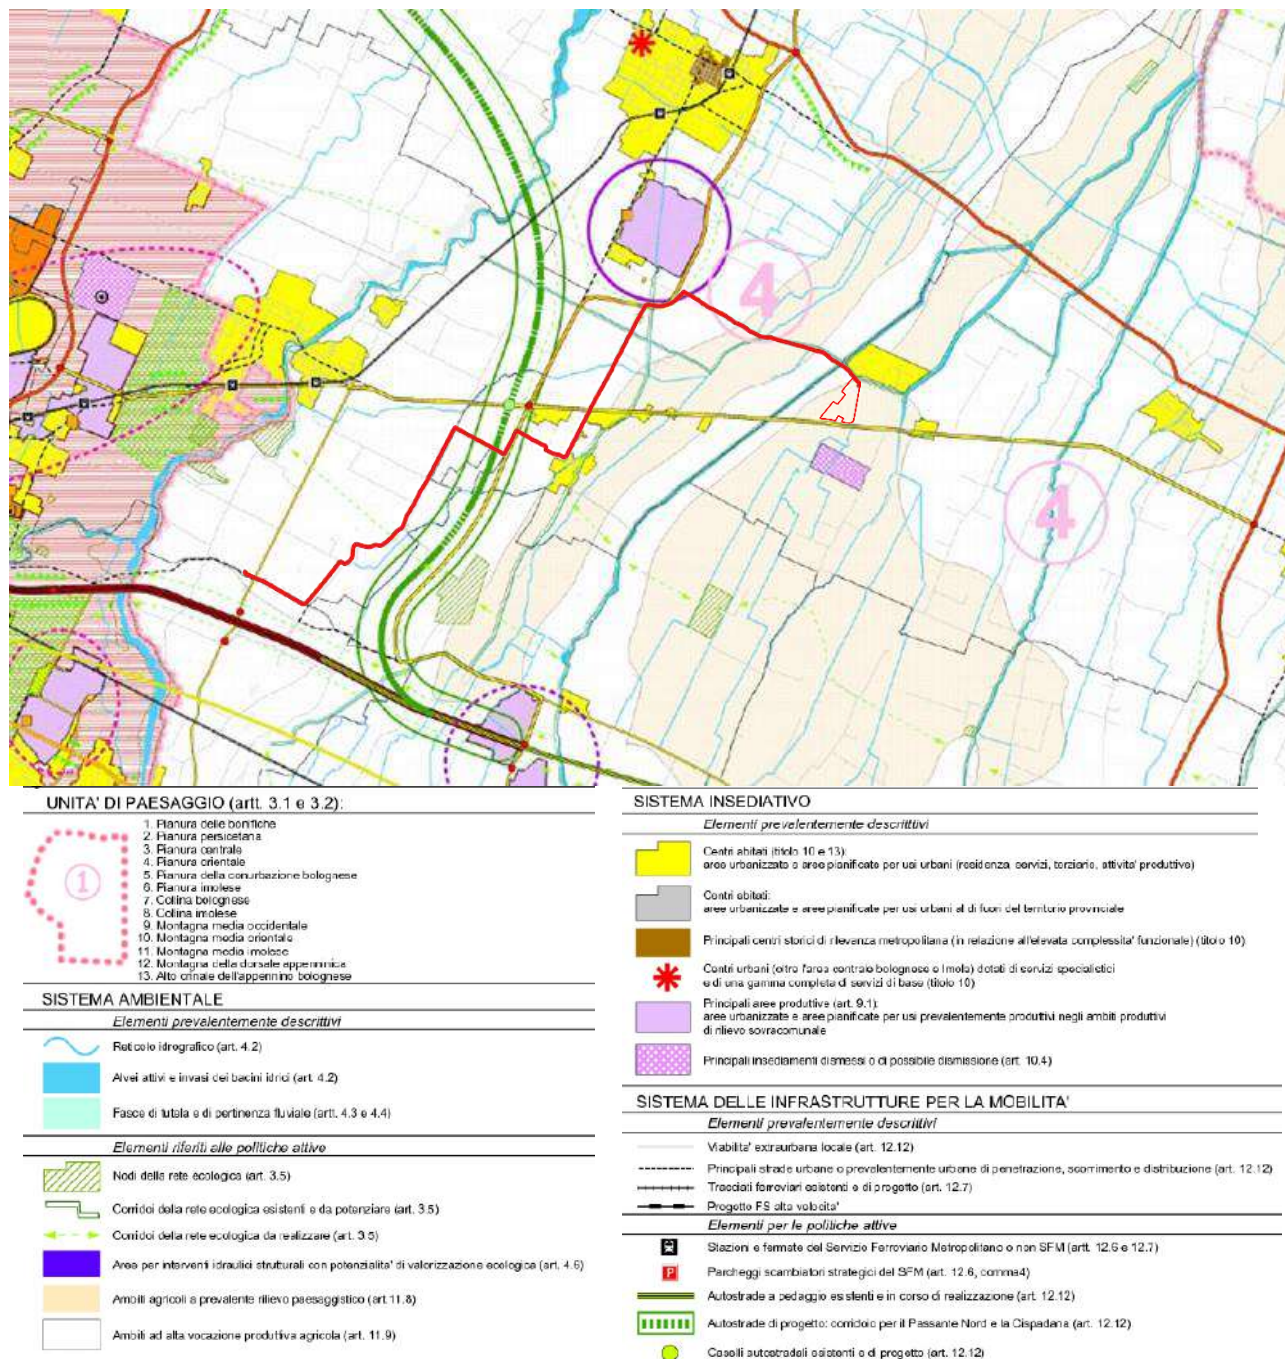 4
4
UNITA' DI PAESAGGIO (artt. 3.1 e 3.2):
1
1. Pianura delle bonifiche
2. Pianura persicetana
3. Pianura centrale
4. Pianura orientale
5. Pianura della conurbazione bolognese
6. Pianura imolese
7. Collina bolognese
8. Collina imolese
9. Montagna media occidentale
10. Montagna media orientale
11. Montagna media imolese
12. Montagna della dorsale appenninica
13. Alto crinale dell'appennino bolognese
SISTEMA AMBIENTALE
Elementi prevalentemente descrittivi
Reticolo idrografico (art. 4.2)
Alvei attivi e invasi dei bacini idrici (art. 4.2)
Fasce di tutela e di pertinenza fluviale (artt. 4.3 e 4.4)
Elementi riferiti alle politiche attive
Nodi della rete ecologica (art. 3.5)
Corridoi della rete ecologica esistenti e da potenziare (art. 3.5)
Corridoi della rete ecologica da realizzare (art. 3.5)
Aree per interventi idraulici strutturali con potenzialita' di valorizzazione ecologica (art. 4.6)
Ambiti agricoli a prevalente rilievo paesaggistico (art.11.8)
Ambiti ad alta vocazione produttiva agricola (art. 11.9)
SISTEMA INSEDIATIVO
Elementi prevalentemente descrittivi
Centri abitati (titolo 10 e 13):
aree urbanizzate e aree pianificate per usi urbani (residenza, servizi, terziario, attivita' produttive)
Centri abitati:
aree urbanizzate e aree pianificate per usi urbani al di fuori del territorio provinciale
Principali centri storici di rilevanza metropolitana (in relazione all'elevata complessita' funzionale) (titolo 10)
Centri urbani (oltre l'area centrale bolognese e Imola) dotati di servizi specialistici
e di una gamma completa di servizi di base (titolo 10)
Principali aree produttive (art. 9.1):
aree urbanizzate e aree pianificate per usi prevalentemente produttivi negli ambiti produttivi
di rilievo sovracomunale
Principali insediamenti dismessi o di possibile dismissione (art. 10.4)
SISTEMA DELLE INFRASTRUTTURE PER LA MOBILITA'
Elementi prevalentemente descrittivi
Viabilita' extraurbana locale (art. 12.12)
Principali strade urbane o prevalentemente urbane di penetrazione, scorrimento e distribuzione (art. 12.12)
Tracciati ferroviari esistenti e di progetto (art. 12.7)
Progetto FS alta velocita'
Elementi per le politiche attive
Stazioni e fermate del Servizio Ferroviario Metropolitano o non SFM (artt. 12.6 e 12.7)
P Parcheggi scambiatori strategici del SFM (art. 12.6, comma4)
Autostrade a pedaggio esistenti e in corso di realizzazione (art. 12.12)
Autostrade di progetto: corridoio per il Passante Nord e la Cispadana (art. 12.12)
Caselli autostradali esistenti e di progetto (art. 12.12)